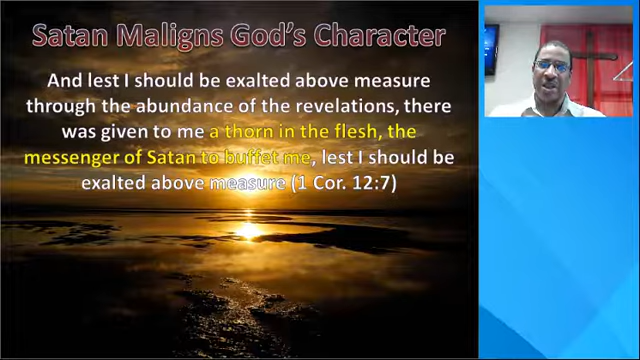 Satan Maligns God's Character
And lest I should be exalted above measure
through the abundance of the revelations, there
was given to me a thorn in the flesh, the
messenger of Satan to buffet me, lest I should be
exalted above measure (1 Cor. 12:7)